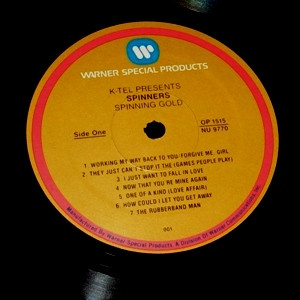 WARNER SPECIAL PRODUCTS
K-TEL PRESENTS
SPINNERS
SPINNING GOLD
Side One
OP 1515
NU 9770
1 WORKING MY WAY BACK TO YOU/FORGIVE ME, GIRL
2 THEY JUST CAN'T STOP IT THE (GAMES PEOPLE PLAY)
3 I JUST WANT TO FALL IN LOVE
4 NOW THAT YOU'RE MINE AGAIN
5 ONE OF A KIND (LOVE AFFAIR)
6 HOW COULD I LET YOU GET AWAY
7 THE RUBBERBAND MAN
001
Manufactured By Warner Special Products, A Division Of Warner Communications Inc.